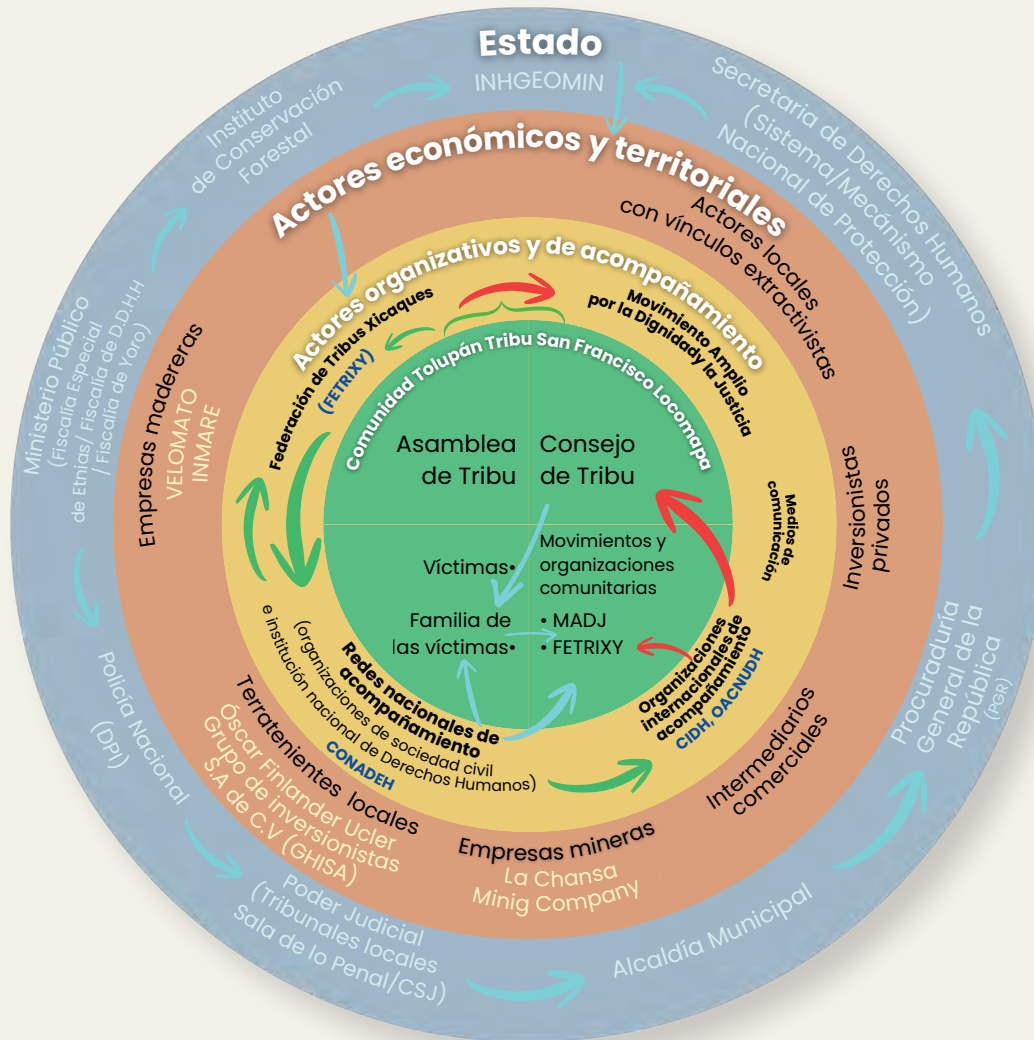 Estado
INHGEOMIN
Secretaria de Derechos Humanos
(Sistema/Mecánismo
Nacional de Protección)
Procuraduría
General de la
República
(PGR)
Alcaldía Municipal
Poder Judicial
(Tribunales locales
Sala de lo Penal/CSJ)
Policía Nacional
(DPI)
Ministerio Público
(Fiscalía Especial
de Etnias/ Fiscalía de D.D.H.H
/ Fiscalía de Yoro)
Instituto
de Conservación
Forestal
Actores económicos y territoriales
Actores locales
con vínculos extractivistas
Inversionistas
privados
Intermediarios
comerciales
Empresas mineras
La Chansa
Minig Company
Terratenientes locales
Óscar Finlander Ucler
Grupo de inversionistas
S.A de C.V (GHISA)
Empresas madereras
VELOMATO
INMARE
Actores organizativos y de acompañamiento
Federación de Tribus Xicaques
(FETRIXY)
Movimiento Amplio
por la Dignidady la Justicia
Medios de
comunicación
Organizaciones
internacionales de
acompañamiento
CIDH, OACNUDH
Redes nacionales de
acompañamiento
(organizaciones de sociedad civil
e institución nacional de Derechos Humanos)
CONADEH
Comunidad Tolupán Tribu San Francisco Locomapa
Asamblea
de Tribu
Consejo
de Tribu
Víctimas•
Familia de
las víctimas•
Movimientos y
organizaciones
comunitarias
• MADJ
• FETRIXY